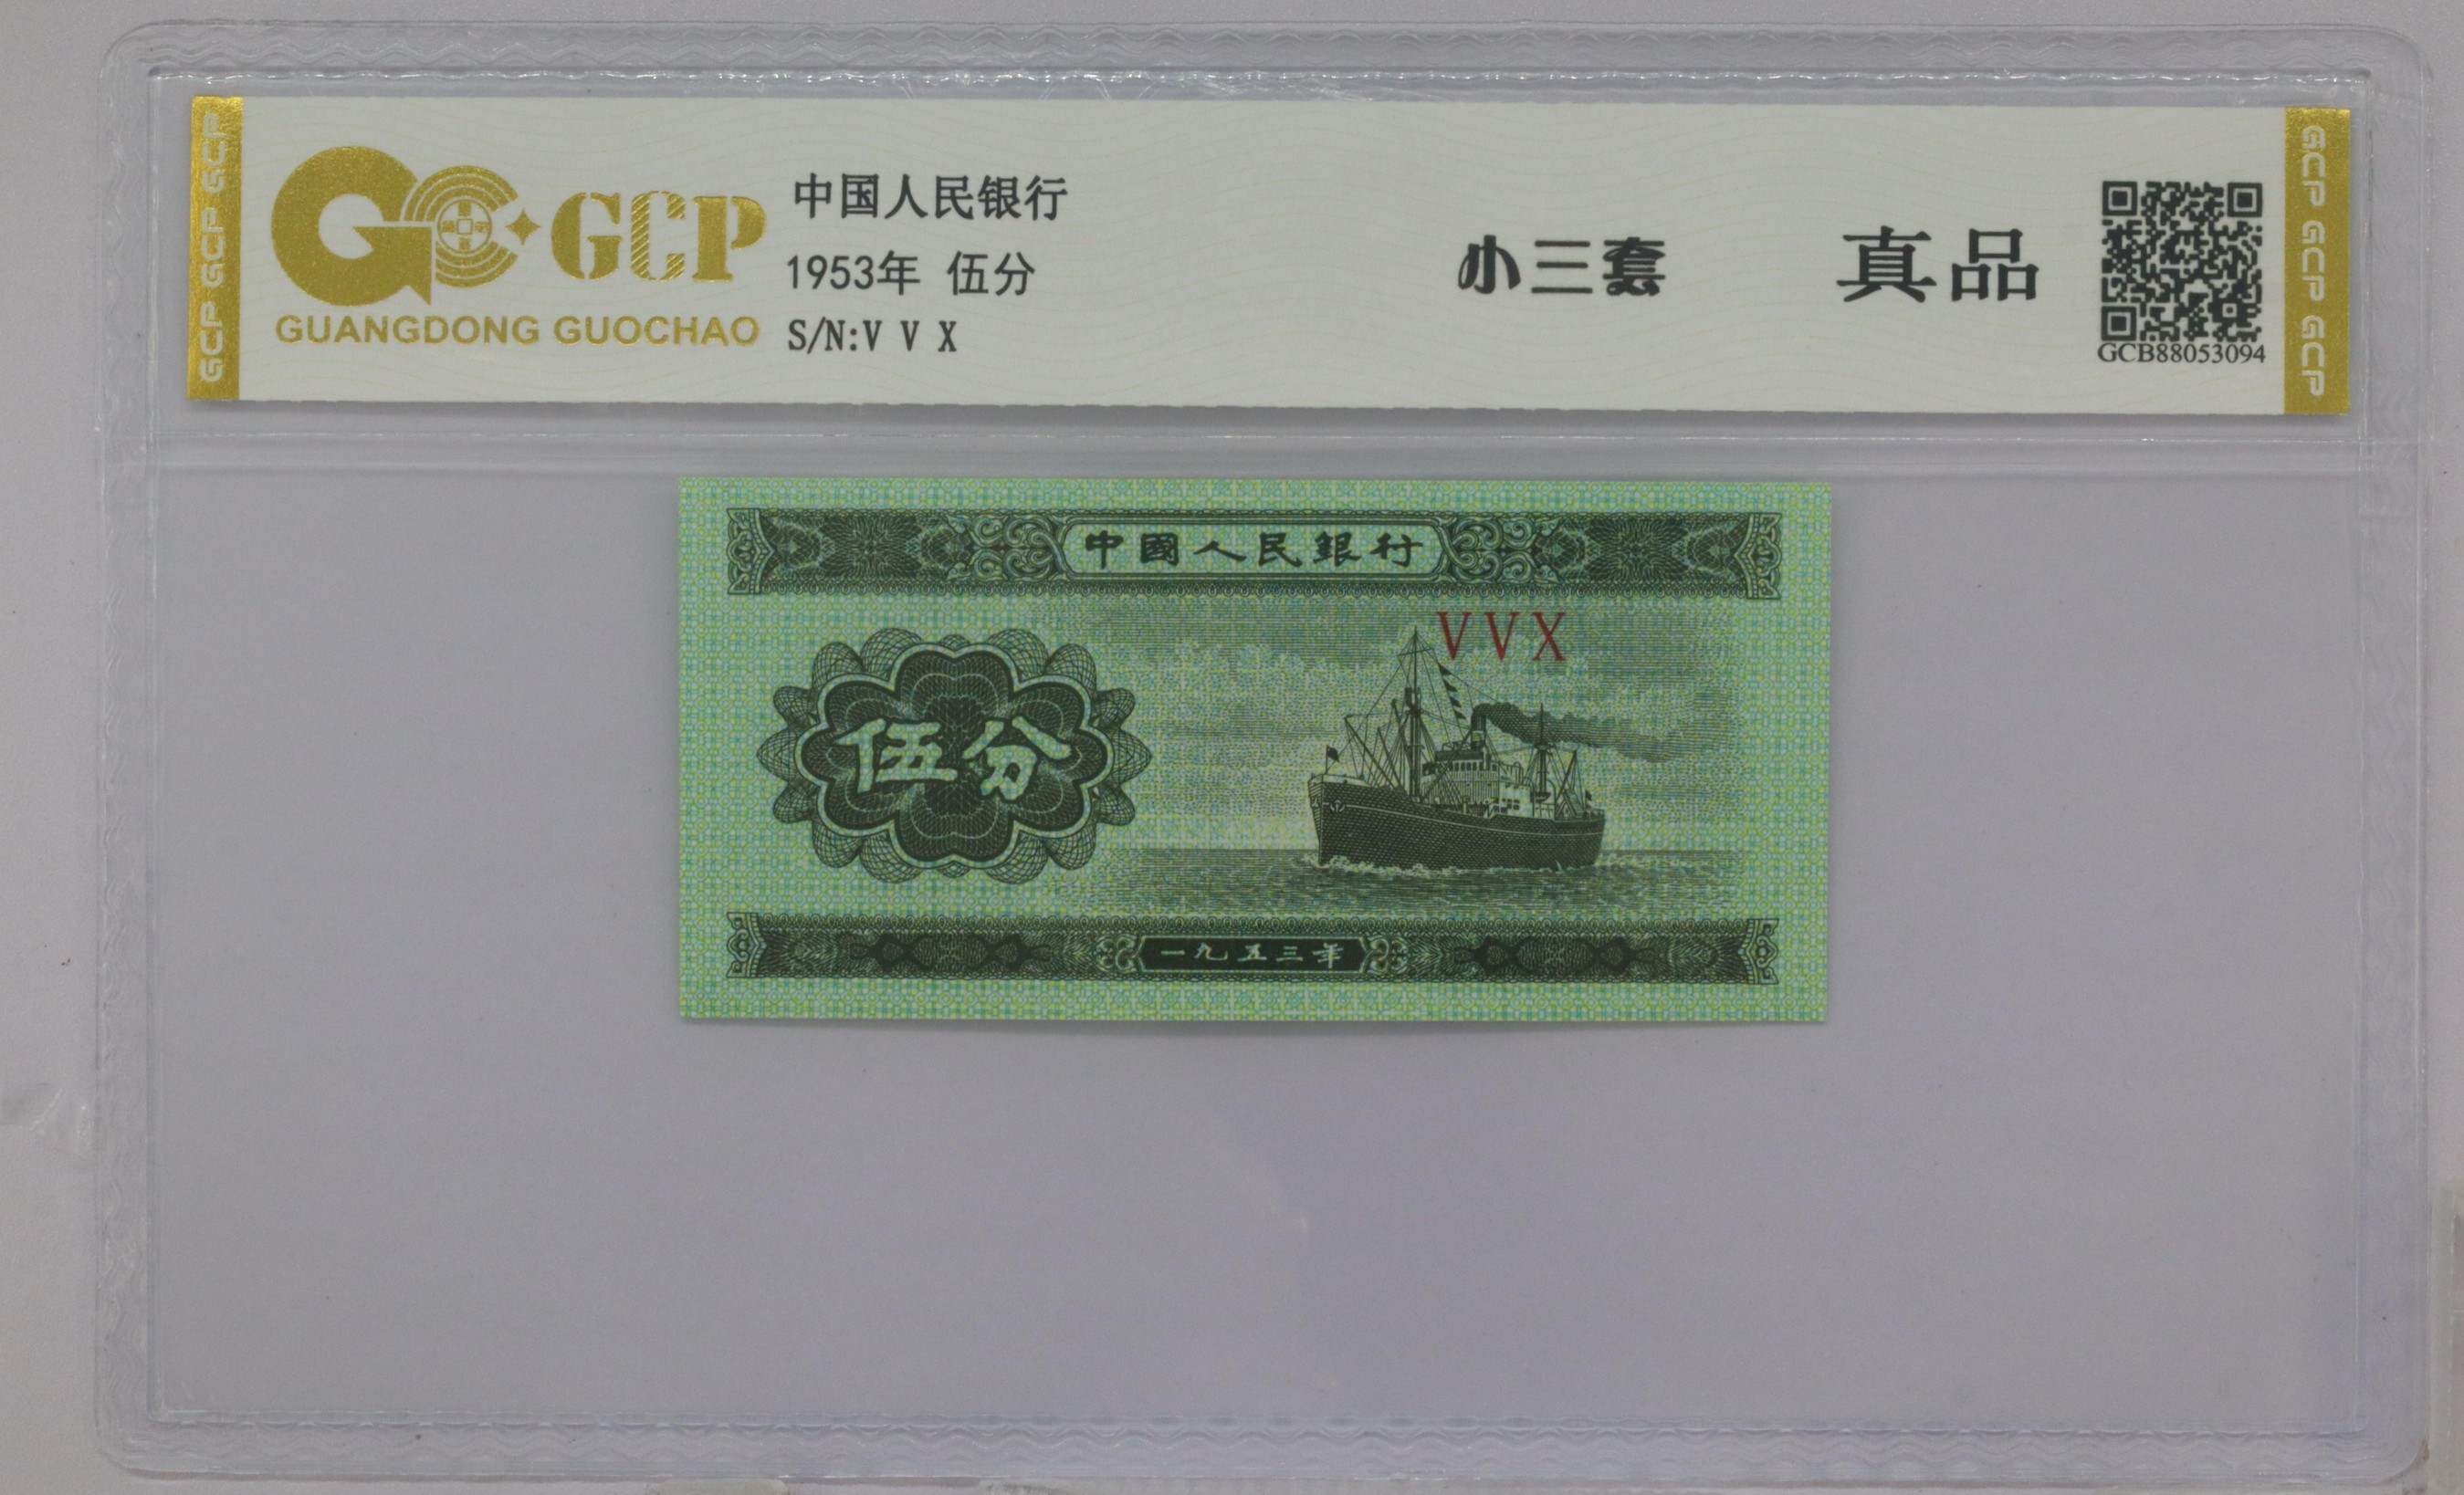 GCP GCP GCP
GCP
GUANGDONG GUOCHAO
中国人民银行
1953年 伍分
S/N:V V X
小三套
真品
GCB88053094
GCP GCP GCP
中國人民銀行
VVX
伍分
一九五三年